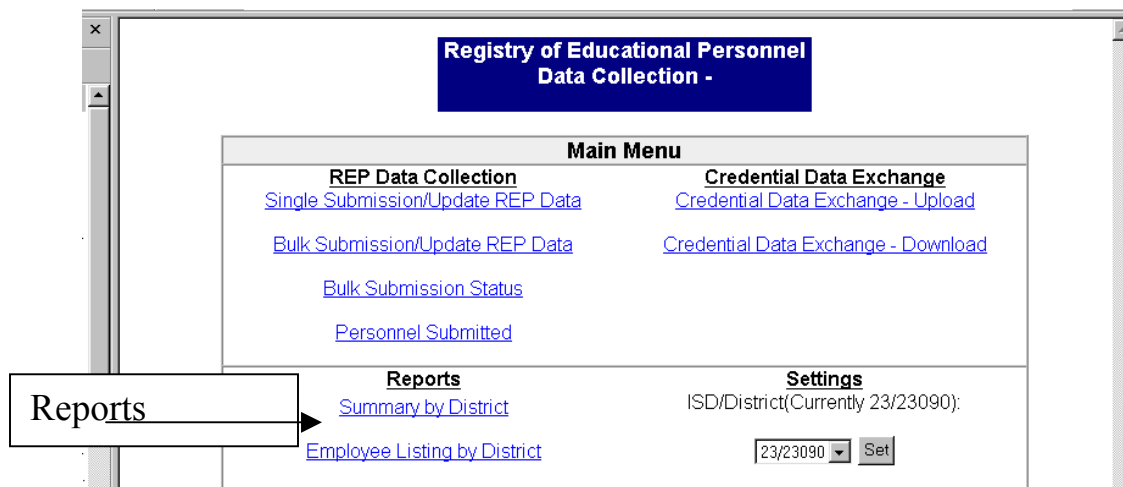 Registry of Educational Personnel
Data Collection -
Main Menu
REP Data Collection
Single Submission/Update REP Data
Bulk Submission/Update REP Data
Bulk Submission Status
Personnel Submitted
Credential Data Exchange
Credential Data Exchange - Upload
Credential Data Exchange - Download
Reports
Reports
Summary by District
Employee Listing by District
Settings
ISD/District(Currently 23/23090):
23/23090 Set